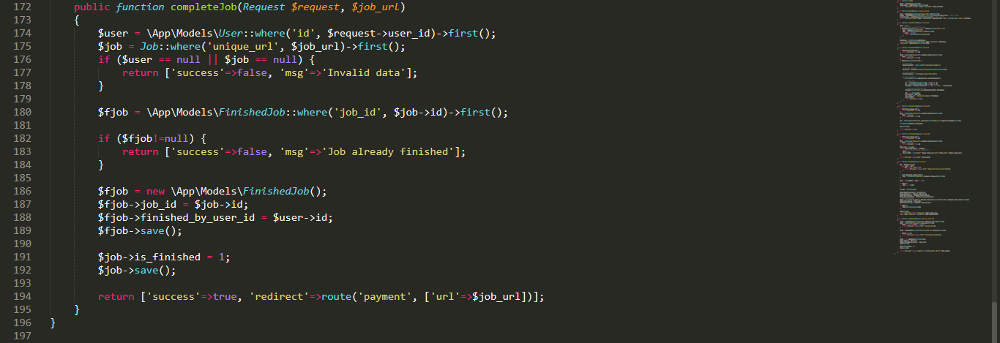 172 public function completeJob(Request $request, $job_url)
173 {
174 $user = \App\Models\User::where('id', $request->user_id)->first();
175 $job = Job::where('unique_url', $job_url)->first();
176 if ($user == null || $job == null) {
177 return ['success'=>false, 'msg'=>'Invalid data'];
178 }
179
180 $fjob = \App\Models\FinishedJob::where('job_id', $job->id)->first();
181
182 if ($fjob!=null) {
183 return ['success'=>false, 'msg'=>'Job already finished'];
184 }
185
186 $fjob = new \App\Models\FinishedJob();
187 $fjob->job_id = $job->id;
188 $fjob->finished_by_user_id = $user->id;
189 $fjob->save();
190
191 $job->is_finished = 1;
192 $job->save();
193
194 return ['success'=>true, 'redirect'=>route('payment', ['url'=>$job_url])];
195 }
196 }
197